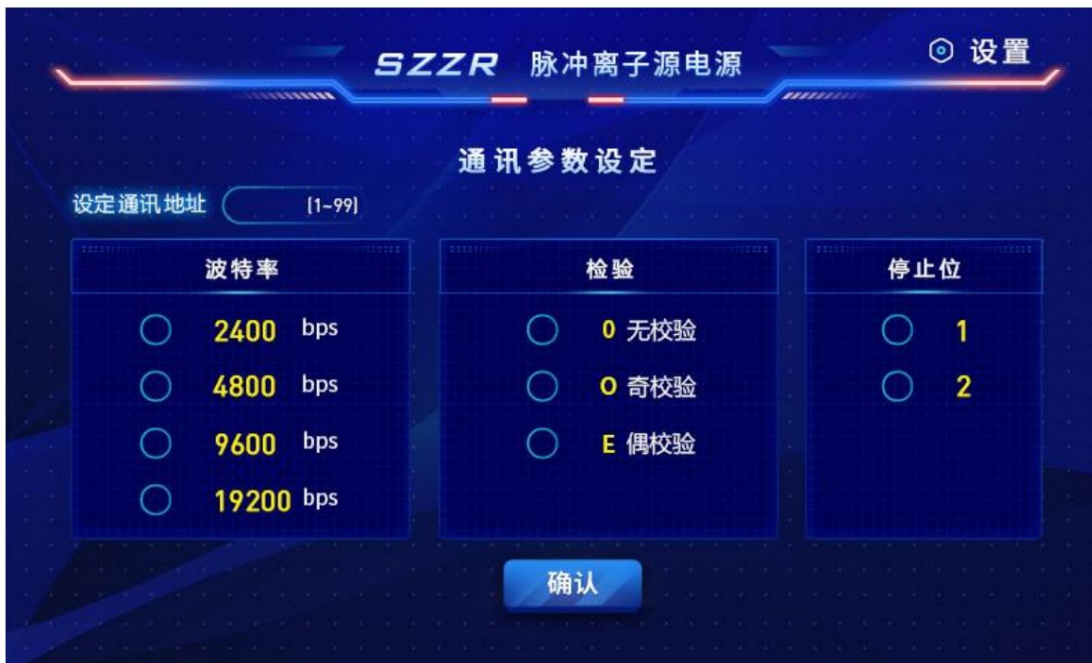 SZZR 脉冲离子源电源
设置
通讯参数设定
设定通讯地址 (1~99)
波特率
2400 bps
4800 bps
9600 bps
19200 bps
检验
0 无校验
O 奇校验
E 偶校验
停止位
1
2
确认